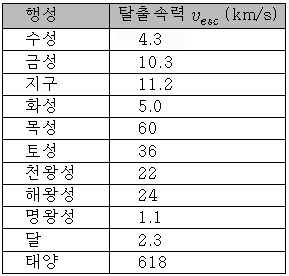 행성 탈출속력 v_esc (km/s)
수성 4.3
금성 10.3
지구 11.2
화성 5.0
목성 60
토성 36
천왕성 22
해왕성 24
명왕성 1.1
달 2.3
태양 618